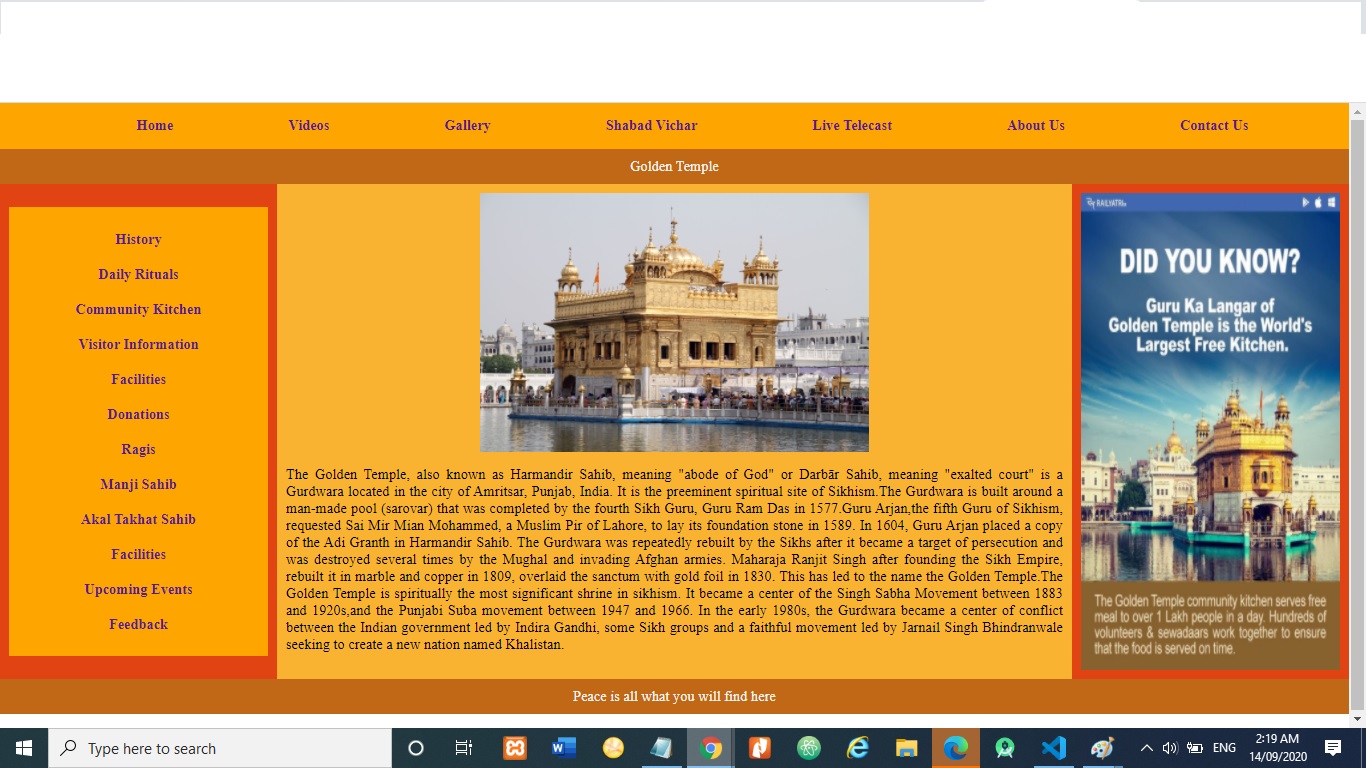 Home Videos Gallery Shabad Vichar Live Telecast About Us Contact Us
Golden Temple
History
Daily Rituals
Community Kitchen
Visitor Information
Facilities
Donations
Ragis
Manji Sahib
Akal Takhat Sahib
Facilities
Upcoming Events
Feedback
The Golden Temple, also known as Harmandir Sahib, meaning "abode of God" or Darbār Sahib, meaning "exalted court" is a
Gurdwara located in the city of Amritsar, Punjab, India. It is the preeminent spiritual site of Sikhism.The Gurdwara is built around a
man-made pool (sarovar) that was completed by the fourth Sikh Guru, Guru Ram Das in 1577.Guru Arjan,the fifth Guru of Sikhism,
requested Sai Mir Mian Mohammed, a Muslim Pir of Lahore, to lay its foundation stone in 1589. In 1604, Guru Arjan placed a copy
of the Adi Granth in Harmandir Sahib. The Gurdwara was repeatedly rebuilt by the Sikhs after it became a target of persecution and
was destroyed several times by the Mughal and invading Afghan armies. Maharaja Ranjit Singh after founding the Sikh Empire,
rebuilt it in marble and copper in 1809, overlaid the sanctum with gold foil in 1830. This has led to the name the Golden Temple.The
Golden Temple is spiritually the most significant shrine in sikhism. It became a center of the Singh Sabha Movement between 1883
and 1920s,and the Punjabi Suba movement between 1947 and 1966. In the early 1980s, the Gurdwara became a center of conflict
between the Indian government led by Indira Gandhi, some Sikh groups and a faithful movement led by Jarnail Singh Bhindranwale
seeking to create a new nation named Khalistan.
RAILYATRI
DID YOU KNOW?
Guru Ka Langar of
Golden Temple is the World's
Largest Free Kitchen.
The Golden Temple community kitchen serves free
meal to over 1 Lakh people in a day. Hundreds of
volunteers & sewadaars work together to ensure
that the food is served on time.
Peace is all what you will find here
Type here to search
ENG
2:19 AM
14/09/2020